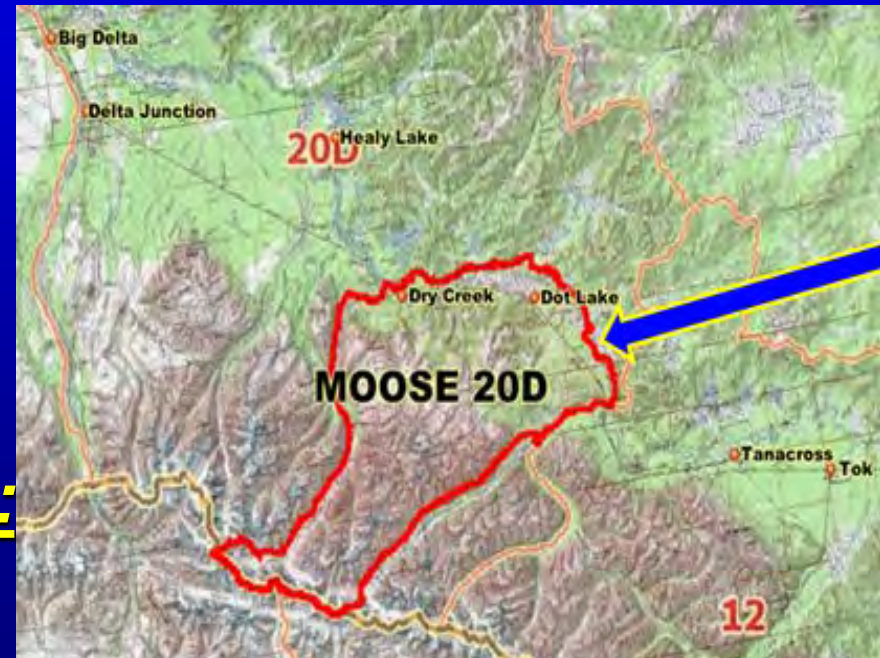 Big Delta
Delta Junction
20D
Healy Lake
Dry Creek
Dot Lake
MOOSE 20D
Tanacross
Tok
12